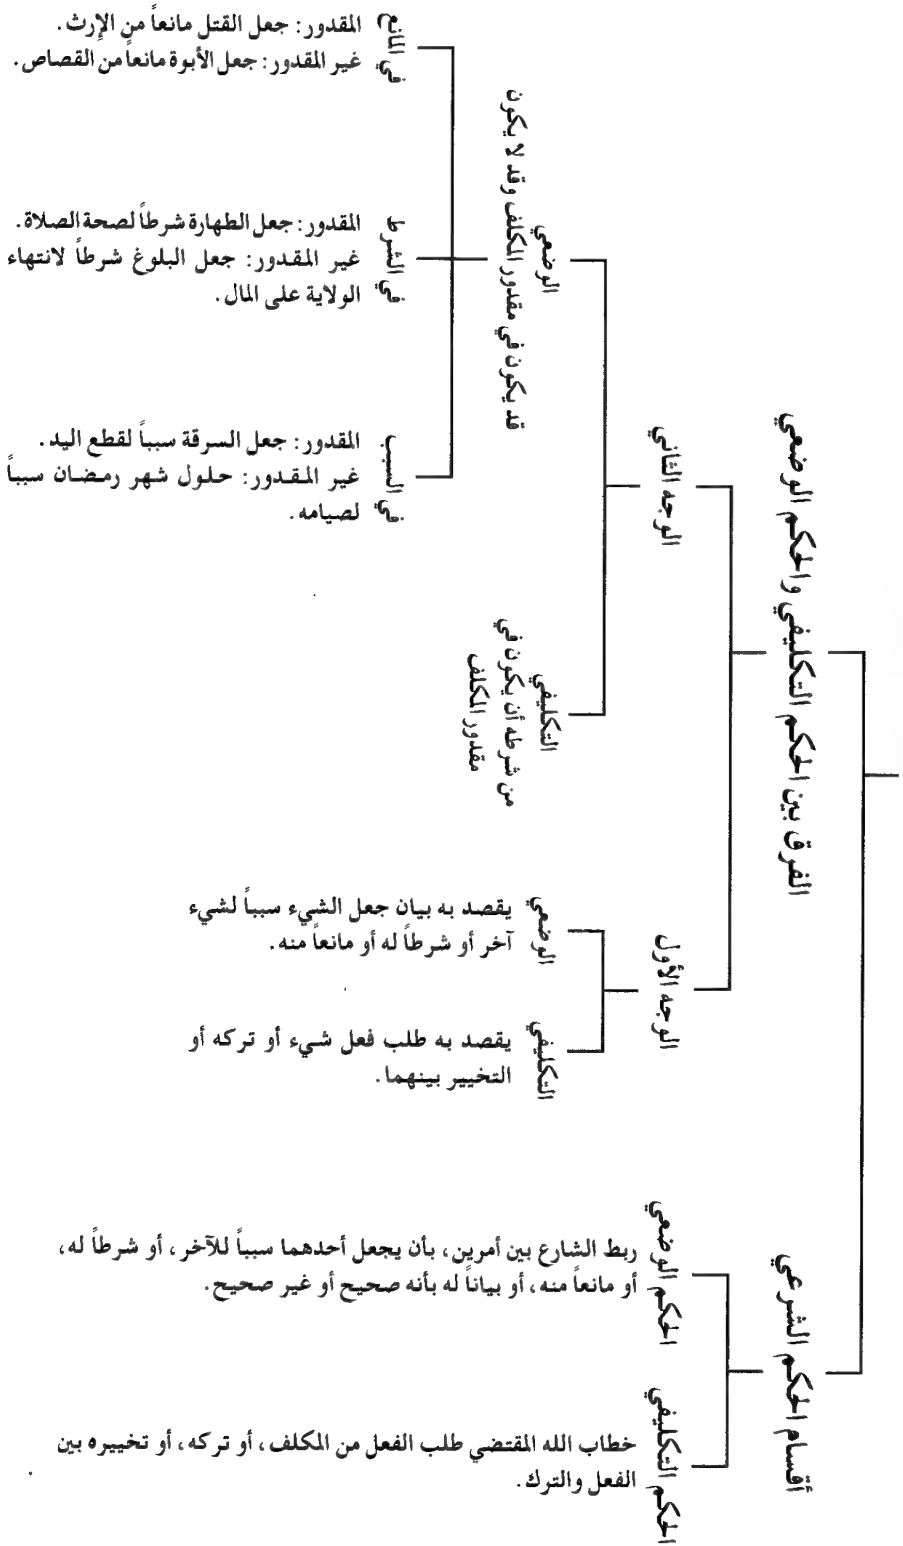 أقسام الحكم الشرعي
الحكم التكليفي
خطاب الله المقتضي طلب الفعل من المكلف، أو تركه، أو تخييره بين
الفعل والترك.
الحكم الوضعي
ربط الشارع بين أمرين، بأن يجعل أحدهما سبباً للآخر، أو شرطاً له،
أو مانعاً منه، أو بياناً له بأنه صحيح أو غير صحيح.
الفرق بين الحكم التكليفي والحكم الوضعي
الوجه الأول
التكليفي
يقصد به طلب فعل شيء أو تركه أو
التخيير بينهما.
الوضعي
يقصد به بيان جعل الشيء سبباً لشيء
آخر أو شرطاً له أو مانعاً منه.
الوجه الثاني
التكليفي
من شرطه أن يكون في
مقدور المكلف
الوضعي
قد يكون في مقدور المكلف وقد لا يكون
في السبب
المقدور: جعل السرقة سبباً لقطع اليد.
غير المقدور: حلول شهر رمضان سبباً
لصيامه.
في الشرط
المقدور: جعل الطهارة شرطاً لصحة الصلاة.
غير المقدور: جعل البلوغ شرطاً لانتهاء
الولاية على المال.
في المانع
المقدور: جعل القتل مانعاً من الإرث.
غير المقدور: جعل الأبوة مانعاً من القصاص.